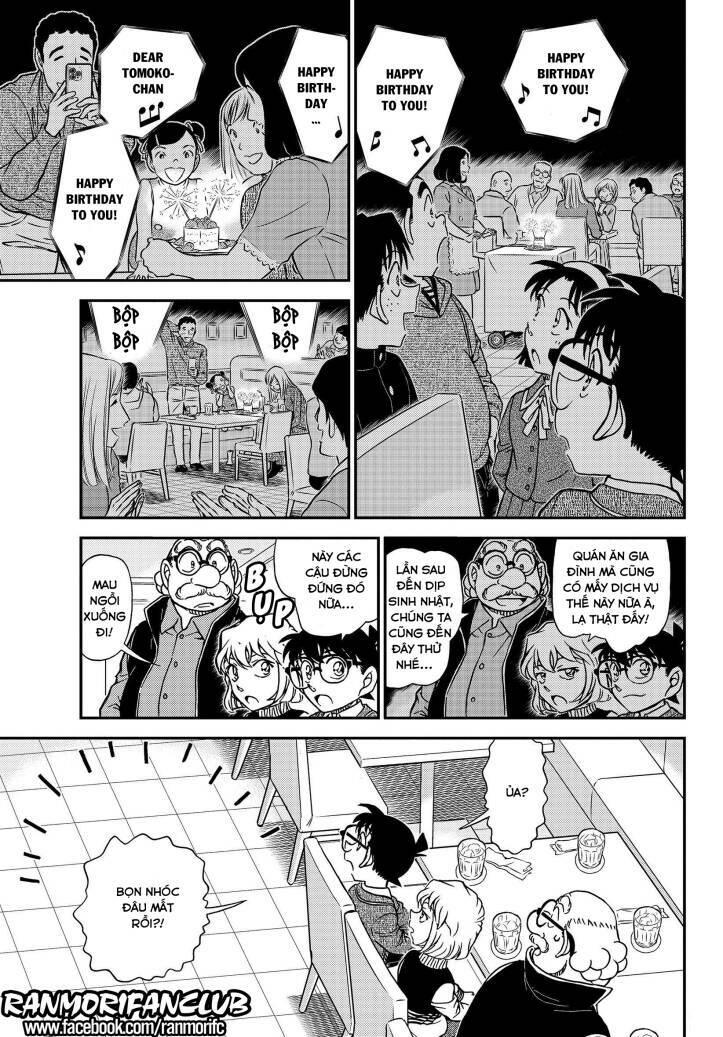 HAPPY
BIRTHDAY
TO YOU!
HAPPY
BIRTHDAY
TO YOU!
HAPPY
BIRTH-
DAY
...
DEAR
TOMOKO-
CHAN
HAPPY
BIRTHDAY
TO YOU!
BỘP
BỘP
BỘP
BỘP
QUÁN ĂN GIA
ĐÌNH MÀ CŨNG
CÓ MẤY DỊCH VỤ
THẾ NÀY NỮA À,
LẠ THẬT ĐẤY!
LẦN SAU
ĐẾN DỊP
SINH NHẬT,
CHÚNG TA
CŨNG ĐẾN
ĐÂY THỬ
NHÉ...
BỤP
NÀY CÁC
CẬU ĐỪNG
ĐỨNG ĐÓ
NỮA...
MAU
NGỒI
XUỐNG
ĐI!
ỦA?
BỌN NHÓC
ĐÂU MẤT
RỒI?!
RANMORIFANCLUB
www.facebook.com/ranmorifc